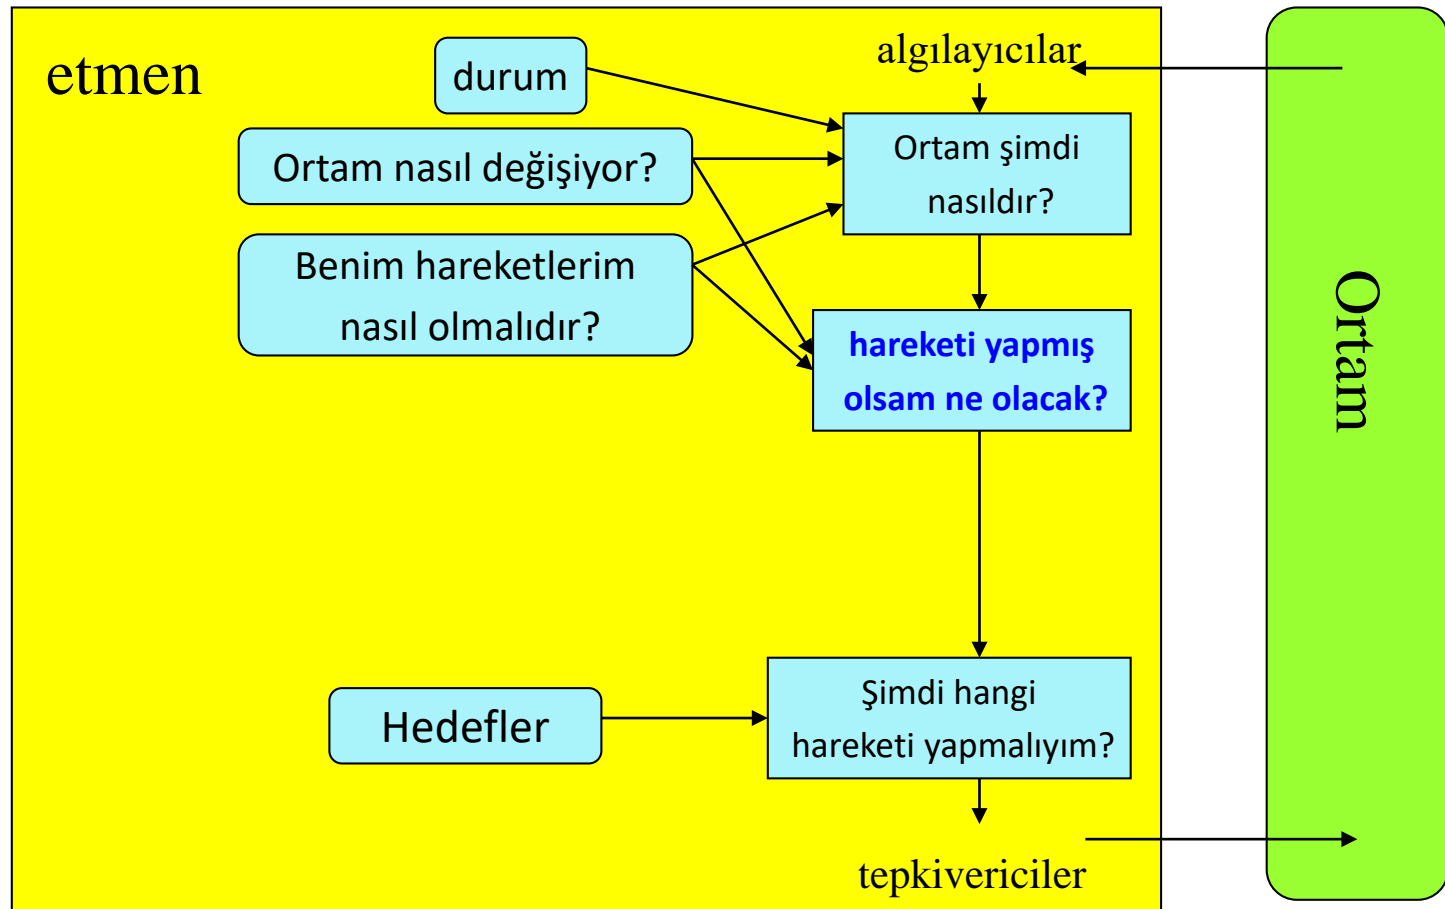 etmen
durum
algılayıcılar
Ortam nasıl değişiyor?
Ortam şimdi
nasıldır?
Benim hareketlerim
nasıl olmalıdır?
hareketi yapmış
olsam ne olacak?
Ortam
Hedefler
Şimdi hangi
hareketi yapmalıyım?
tepkivericiler